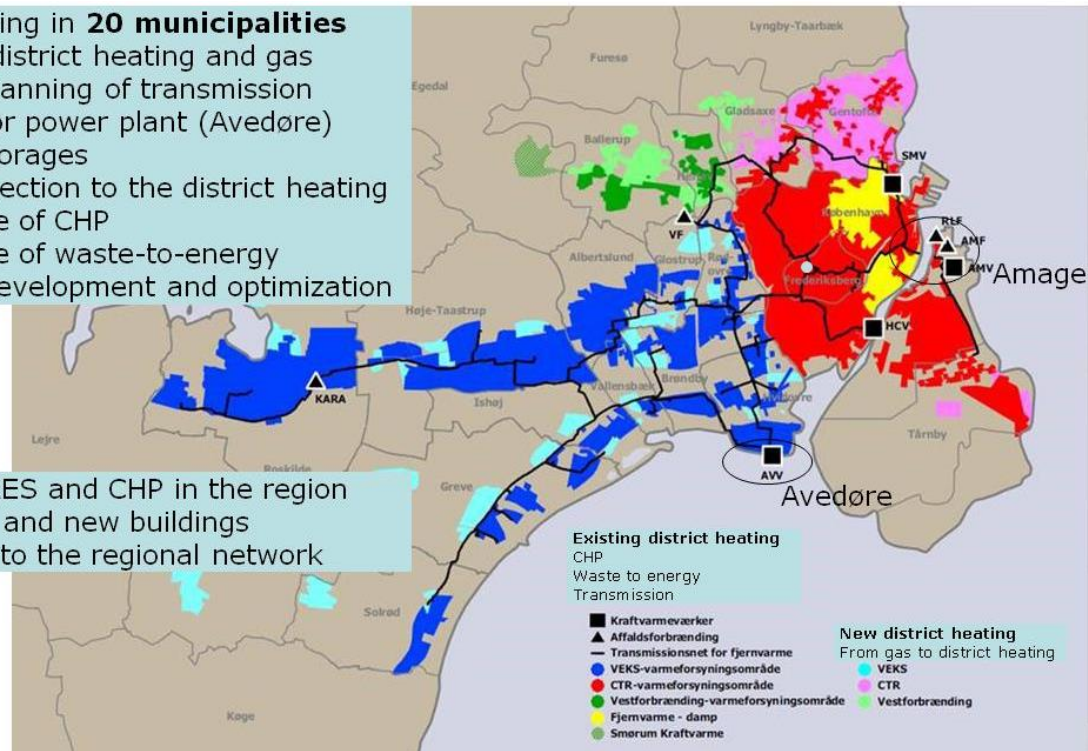 ing in 20 municipalities
district heating and gas
anning of transmission
or power plant (Avedøre)
orages
ection to the district heating
e of CHP
e of waste-to-energy
evelopment and optimization
ES and CHP in the region
and new buildings
to the regional network
Lyngby-Taarbæk
Furesø
Egedal
Gladsaxe
Gentofte
Ballerup
Herlev
SMV
København
VF
RLF
AMF
AMV
Amage
Albertslund
Glostrup
Rød-
ovre
Frederiksberg
Høje-Taastrup
HCV
KARA
Vallensbæk
Brøndby
Ishøj
Hvidovre
Lejre
Tårnby
Roskilde
Greve
AVV
Avedøre
Solrød
Køge
Existing district heating
CHP
Waste to energy
Transmission
Kraftvarmeværker
Affaldsforbrænding
Transmissionsnet for fjernvarme
VEKS-varmeforsyningsområde
CTR-varmeforsyningsområde
Vestforbrænding-varmeforsyningsområde
Fjernvarme - damp
Smørum Kraftvarme
New district heating
From gas to district heating
VEKS
CTR
Vestforbrænding